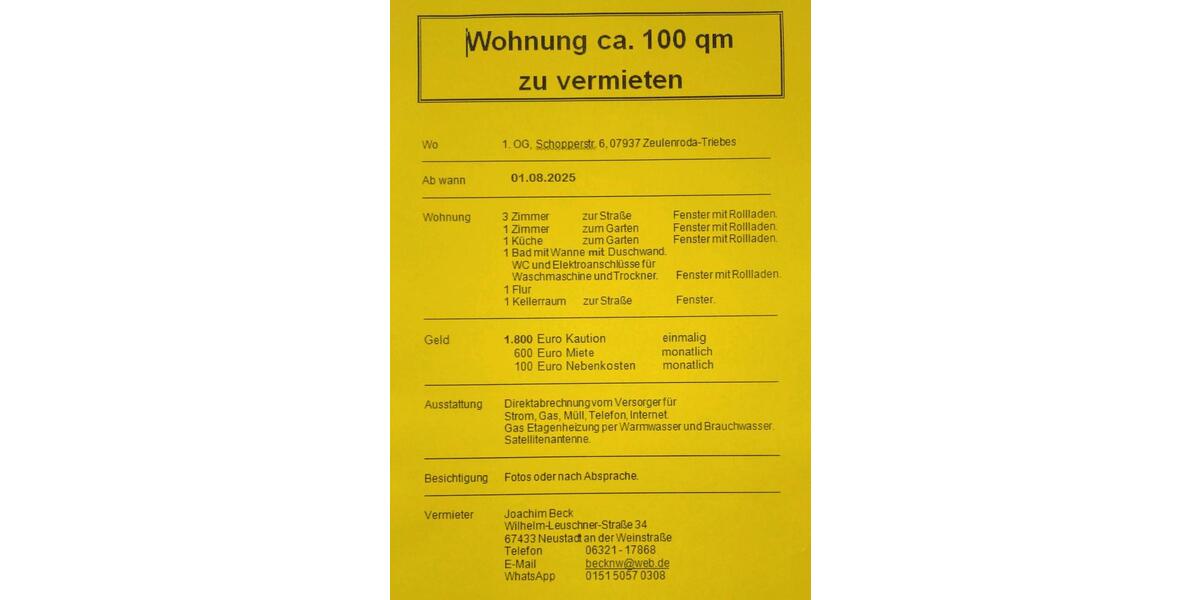 Wohnung ca. 100 qm
zu vermieten
Wo 1. OG, Schopperstr. 6, 07937 Zeulenroda-Triebes
Ab wann 01.08.2025
Wohnung 3 Zimmer zur Straße Fenster mit Rollladen.
1 Zimmer zum Garten Fenster mit Rollladen.
1 Küche zum Garten Fenster mit Rollladen.
1 Bad mit Wanne mit Duschwand.
WC und Elektroanschlüsse für
Waschmaschine und Trockner. Fenster mit Rollladen.
1 Flur
1 Kellerraum zur Straße Fenster.
Geld 1.800 Euro Kaution einmalig
600 Euro Miete monatlich
100 Euro Nebenkosten monatlich
Ausstattung Direktabrechnung vom Versorger für
Strom, Gas, Müll, Telefon, Internet.
Gas Etagenheizung per Warmwasser und Brauchwasser.
Satellitenantenne.
Besichtigung Fotos oder nach Absprache.
Vermieter Joachim Beck
Wilhelm-Leuschner-Straße 34
67433 Neustadt an der Weinstraße
Telefon 06321 - 17868
E-Mail becknw@web.de
WhatsApp 0151 5057 0308